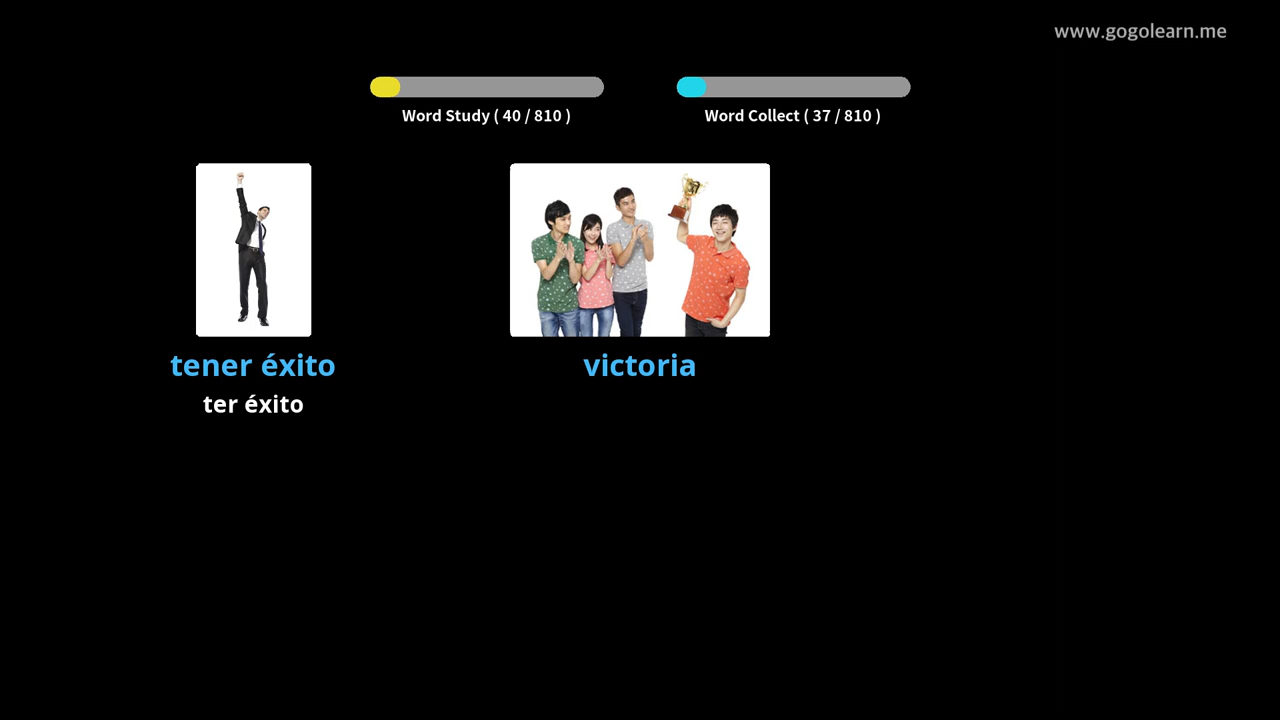 www.gogolearn.me
Word Study ( 40 / 810 )
Word Collect ( 37 / 810 )
tener éxito
ter éxito
victoria